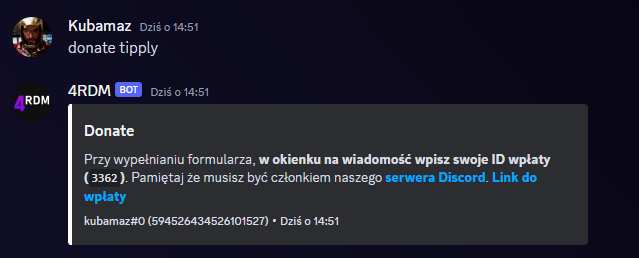 Kubamaz Dziś o 14:51
donate tipply
4RDM
4RDM BOT Dziś o 14:51
Donate
Przy wypełnianiu formularza, w okienku na wiadomość wpisz swoje ID wpłaty
(3362). Pamiętaj że musisz być członkiem naszego serwera Discord. Link do
wpłaty
kubamaz#0 (594526434526101527) • Dziś o 14:51